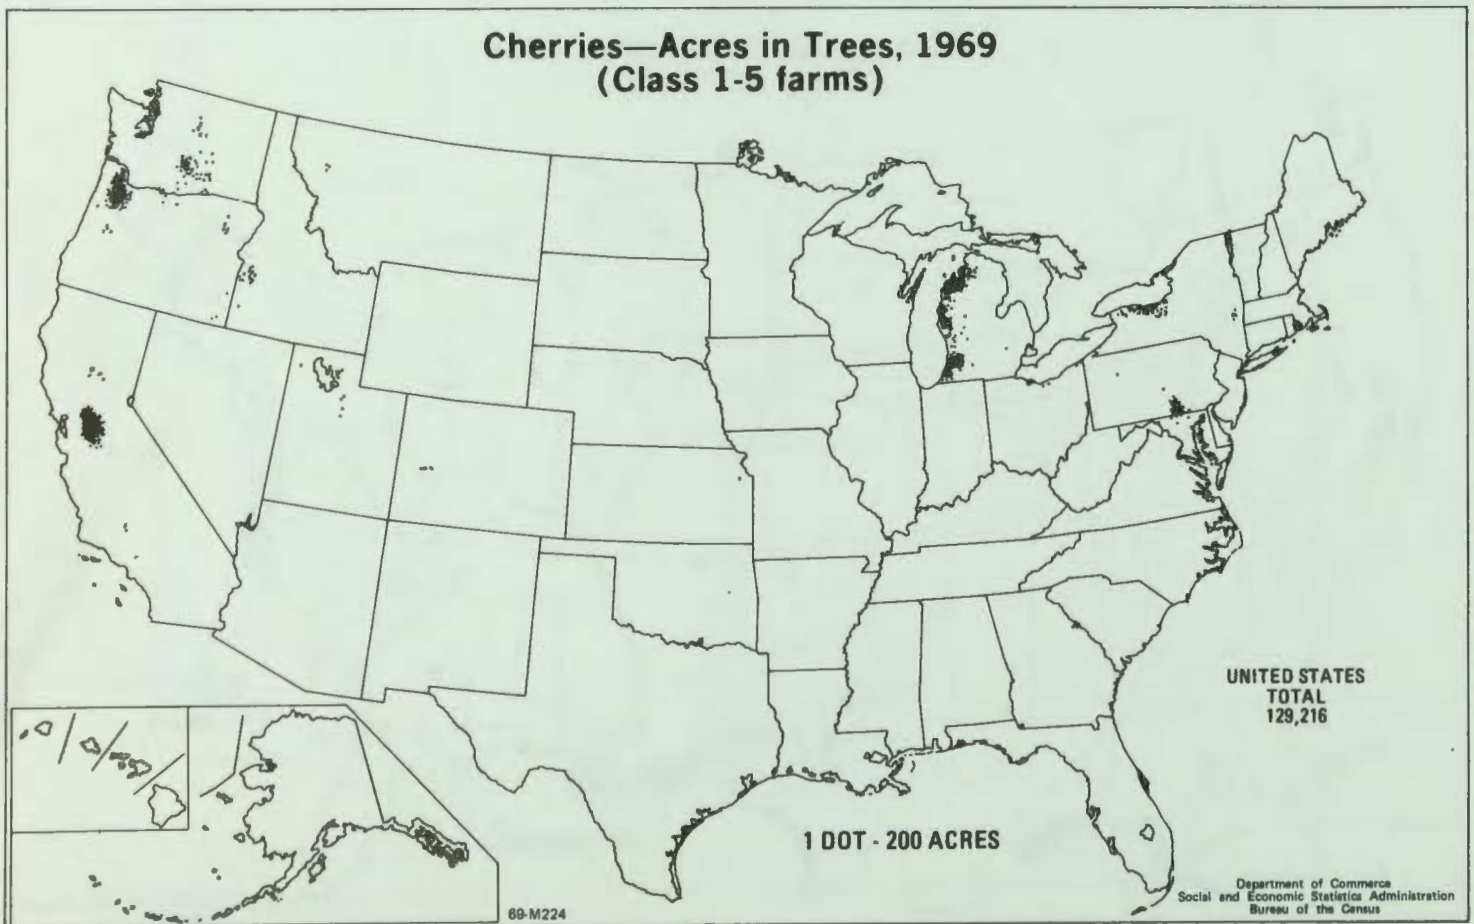 Cherries—Acres in Trees, 1969
(Class 1-5 farms)
UNITED STATES
TOTAL
129,216
1 DOT - 200 ACRES
Department of Commerce
Social and Economic Statistics Administration
Bureau of the Census
69-M224